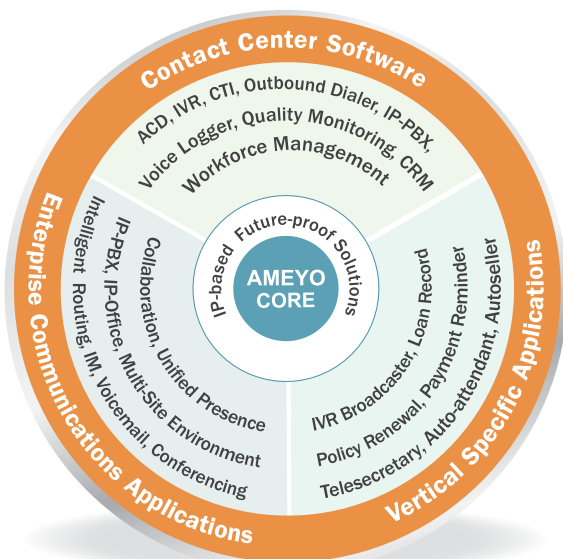 Contact Center Software
ACD, IVR, CTI, Outbound Dialer, IP-PBX,
Voice Logger, Quality Monitoring, CRM
Workforce Management
Enterprise Communications Applications
Collaboration, Unified Presence
IP-PBX, IP-Office, Multi-Site Environment
Intelligent Routing, IM, Voicemail, Conferencing
IP-based Future-proof Solutions
AMEYO
CORE
IVR Broadcaster, Loan Record
Policy Renewal, Payment Reminder
Telesecretary, Auto-attendant, Autoseller
Vertical Specific Applications